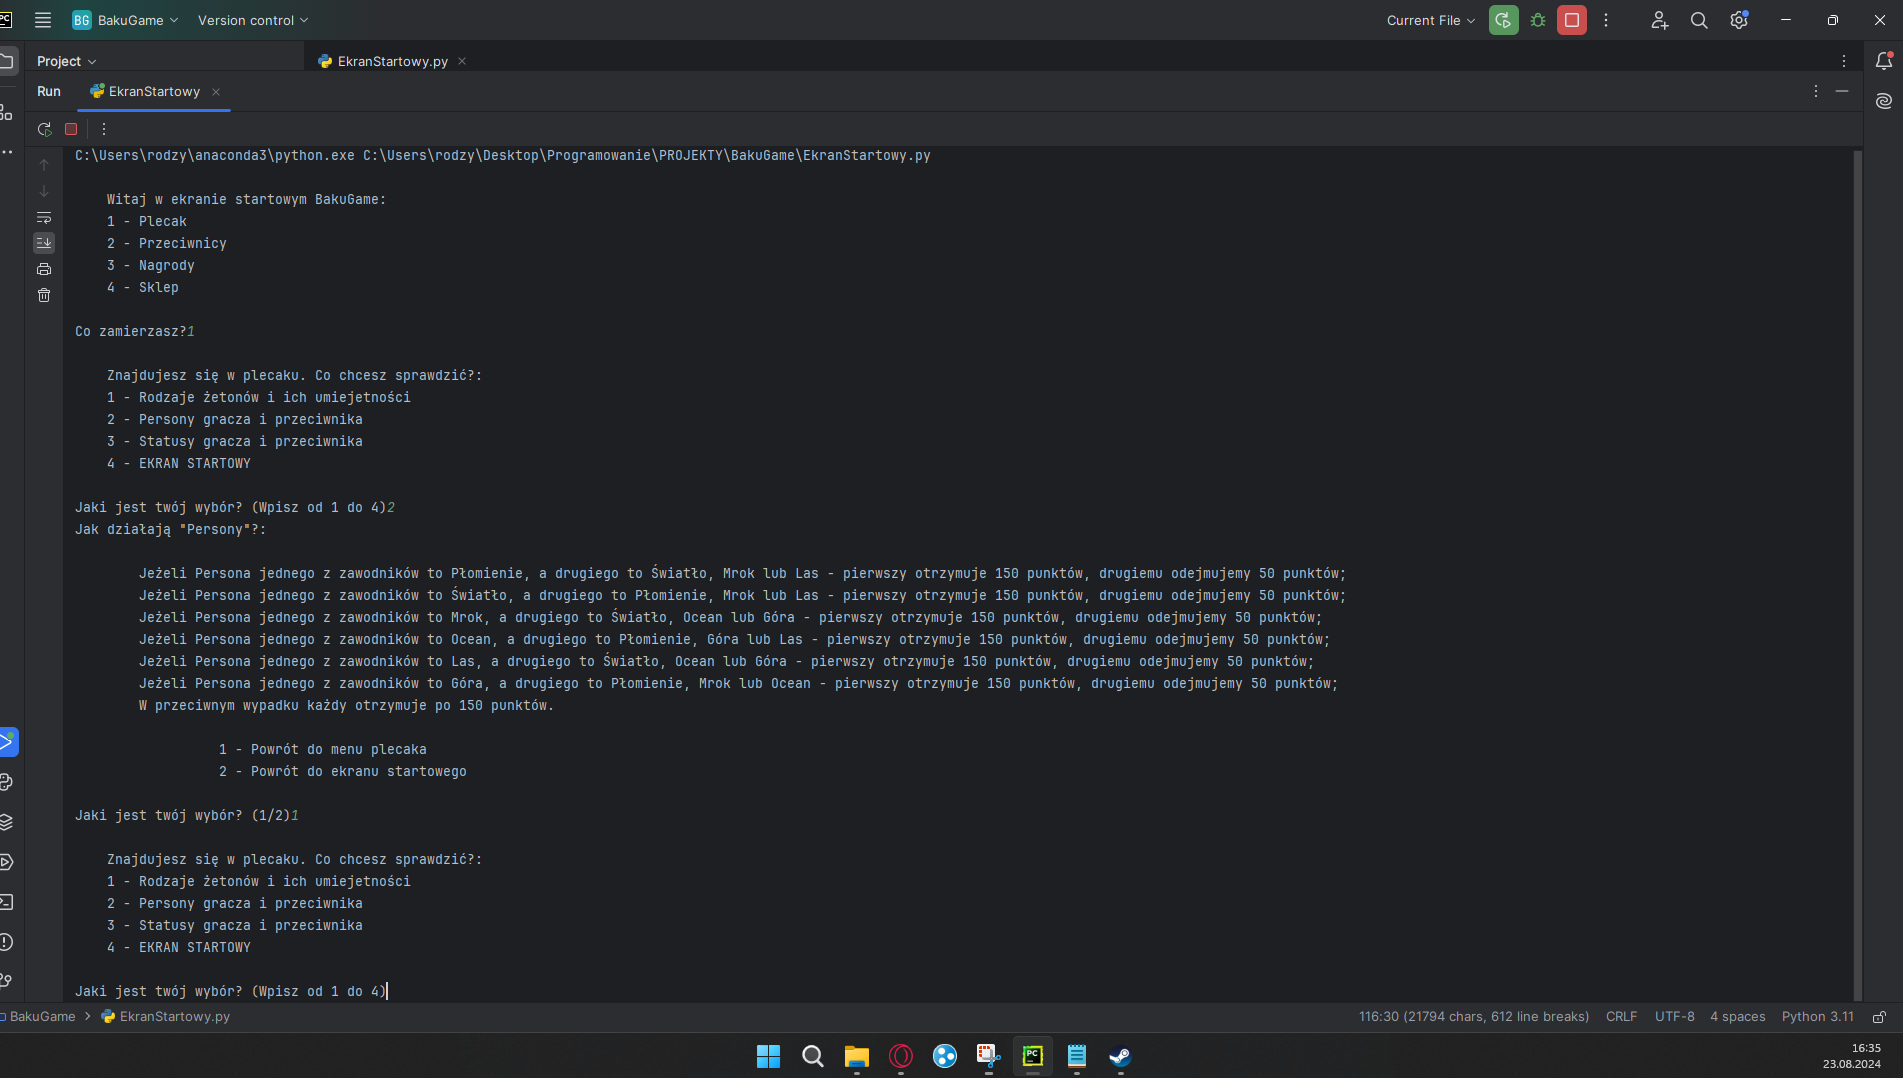 PC
BG BakuGame Version control Current File
Project EkranStartowy.py
Run EkranStartowy
C:\Users\rodzy\anaconda3\python.exe C:\Users\rodzy\Desktop\Programowanie\PROJEKTY\BakuGame\EkranStartowy.py
Witaj w ekranie startowym BakuGame:
1 - Plecak
2 - Przeciwnicy
3 - Nagrody
4 - Sklep
Co zamierzasz?1
Znajdujesz się w plecaku. Co chcesz sprawdzić?:
1 - Rodzaje żetonów i ich umiejetności
2 - Persony gracza i przeciwnika
3 - Statusy gracza i przeciwnika
4 - EKRAN STARTOWY
Jaki jest twój wybór? (Wpisz od 1 do 4)2
Jak działają "Persony"?:
Jeżeli Persona jednego z zawodników to Płomienie, a drugiego to Światło, Mrok lub Las - pierwszy otrzymuje 150 punktów, drugiemu odejmujemy 50 punktów;
Jeżeli Persona jednego z zawodników to Światło, a drugiego to Płomienie, Mrok lub Las - pierwszy otrzymuje 150 punktów, drugiemu odejmujemy 50 punktów;
Jeżeli Persona jednego z zawodników to Mrok, a drugiego to Światło, Ocean lub Góra - pierwszy otrzymuje 150 punktów, drugiemu odejmujemy 50 punktów;
Jeżeli Persona jednego z zawodników to Ocean, a drugiego to Płomienie, Góra lub Las - pierwszy otrzymuje 150 punktów, drugiemu odejmujemy 50 punktów;
Jeżeli Persona jednego z zawodników to Las, a drugiego to Światło, Ocean lub Góra - pierwszy otrzymuje 150 punktów, drugiemu odejmujemy 50 punktów;
Jeżeli Persona jednego z zawodników to Góra, a drugiego to Płomienie, Mrok lub Ocean - pierwszy otrzymuje 150 punktów, drugiemu odejmujemy 50 punktów;
W przeciwnym wypadku każdy otrzymuje po 150 punktów.
1 - Powrót do menu plecaka
2 - Powrót do ekranu startowego
Jaki jest twój wybór? (1/2)1
Znajdujesz się w plecaku. Co chcesz sprawdzić?:
1 - Rodzaje żetonów i ich umiejetności
2 - Persony gracza i przeciwnika
3 - Statusy gracza i przeciwnika
4 - EKRAN STARTOWY
Jaki jest twój wybór? (Wpisz od 1 do 4)
BakuGame > EkranStartowy.py 116:30 (21794 chars, 612 line breaks) CRLF UTF-8 4 spaces Python 3.11
PC
16:35
23.08.2024